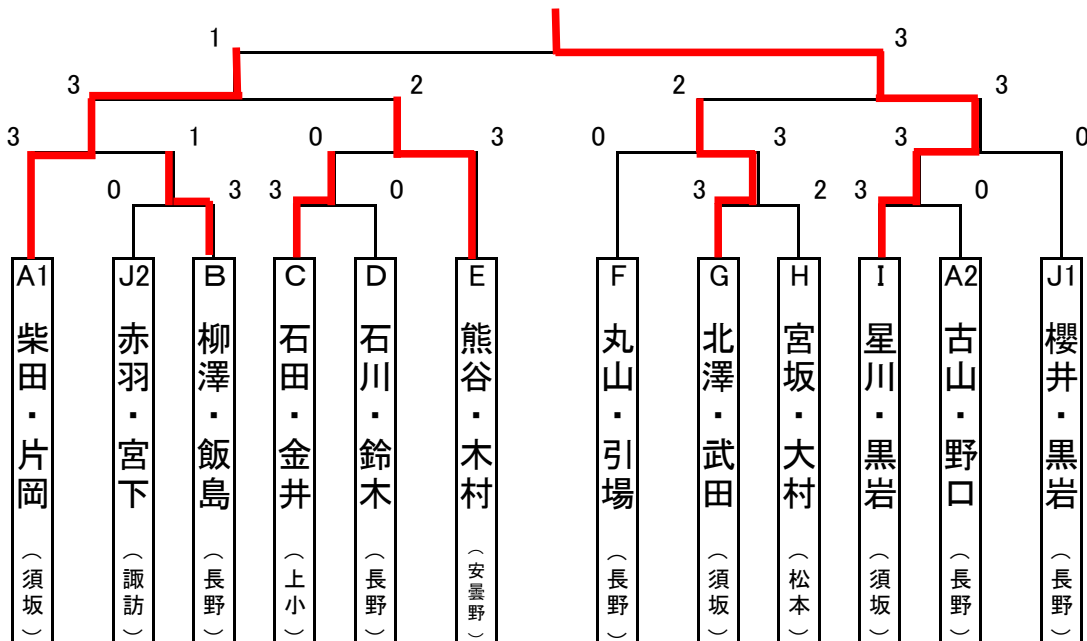 1
3
3
2
2
3
3
1
0
3
0
3
3
0
0
3
3
0
3
2
3
0
A1
柴田・片岡
（須坂）
J2
赤羽・宮下
（諏訪）
B
柳澤・飯島
（長野）
C
石田・金井
（上小）
D
石川・鈴木
（長野）
E
熊谷・木村
（安曇野）
F
丸山・引場
（長野）
G
北澤・武田
（須坂）
H
宮坂・大村
（松本）
I
星川・黒岩
（須坂）
A2
古山・野口
（長野）
J1
櫻井・黒岩
（長野）